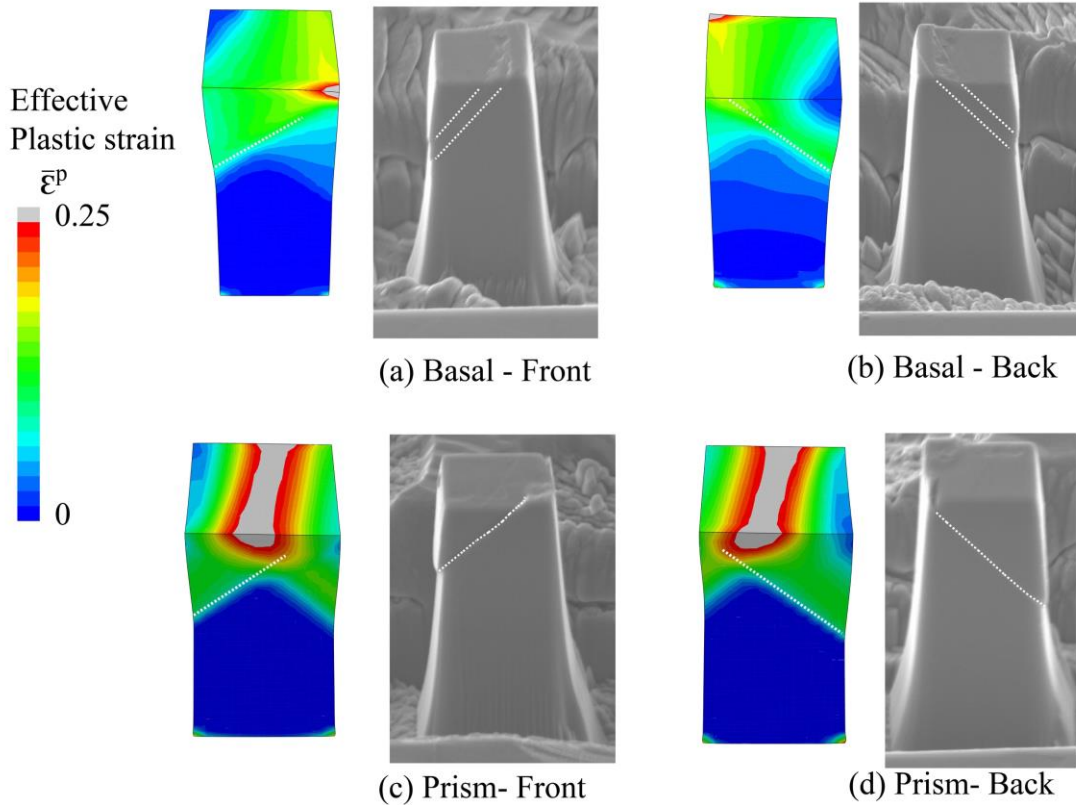 Effective
Plastic strain
ε̄ᵖ
0.25
0
(a) Basal - Front
(b) Basal - Back
(c) Prism- Front
(d) Prism- Back